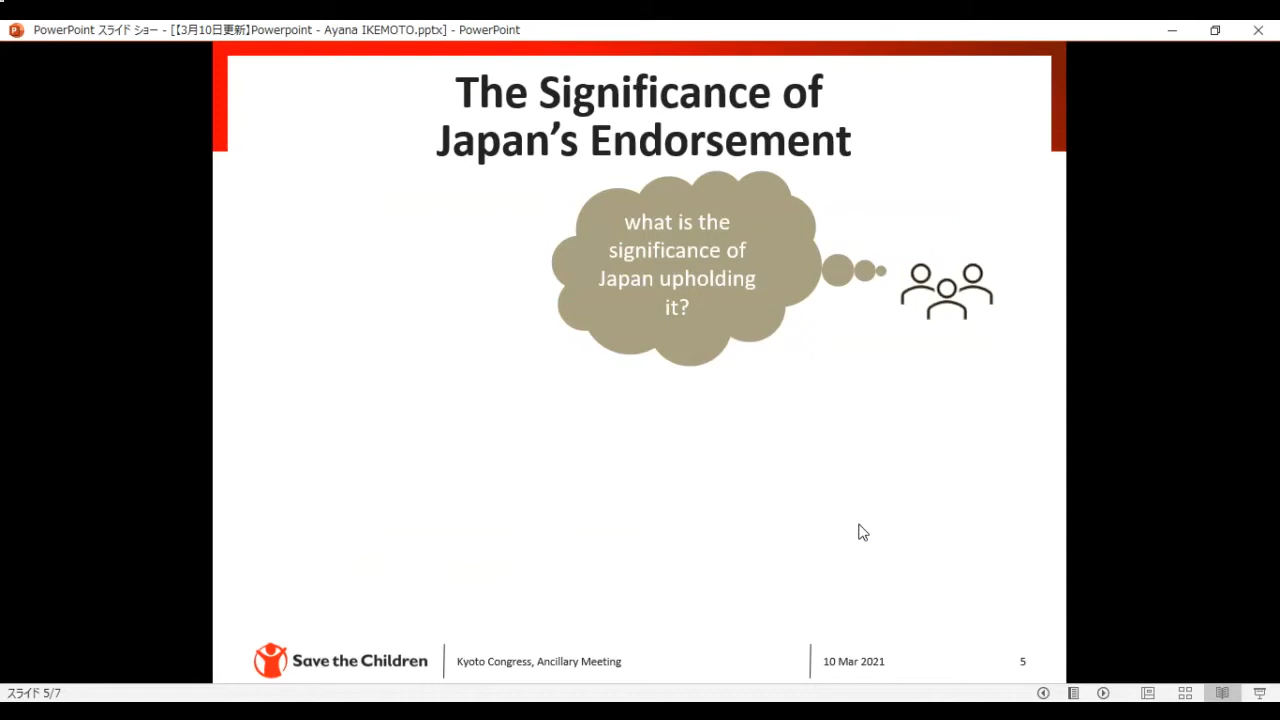 PowerPoint スライド ショー - [【3月10日更新】Powerpoint - Ayana IKEMOTO.pptx] - PowerPoint
The Significance of
Japan’s Endorsement
what is the
significance of
Japan upholding
it?
Save the Children
Kyoto Congress, Ancillary Meeting
10 Mar 2021
5
スライド 5/7